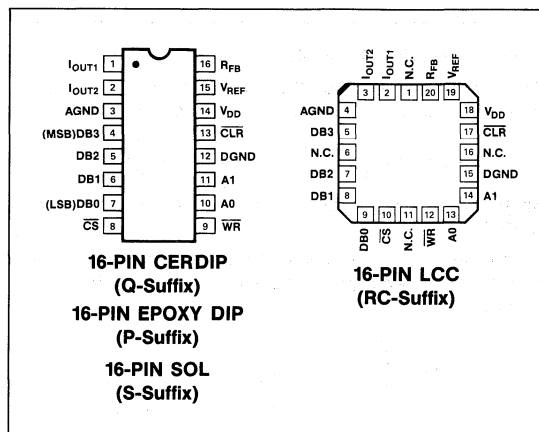 IOUT1 1 16 RFB
IOUT2 2 15 VREF
AGND 3 14 VDD
(MSB)DB3 4 13 CLR
DB2 5 12 DGND
DB1 6 11 A1
(LSB)DB0 7 10 A0
CS 8 9 WR
16-PIN CERDIP
(Q-Suffix)
16-PIN EPOXY DIP
(P-Suffix)
16-PIN SOL
(S-Suffix)
IOUT2 IOUT1 N.C. RFB VREF
3 2 1 20 19
AGND 4 18 VDD
DB3 5 17 CLR
N.C. 6 16 N.C.
DB2 7 15 DGND
DB1 8 14 A1
9 10 11 12 13
DB0 CS N.C. WR A0
16-PIN LCC
(RC-Suffix)